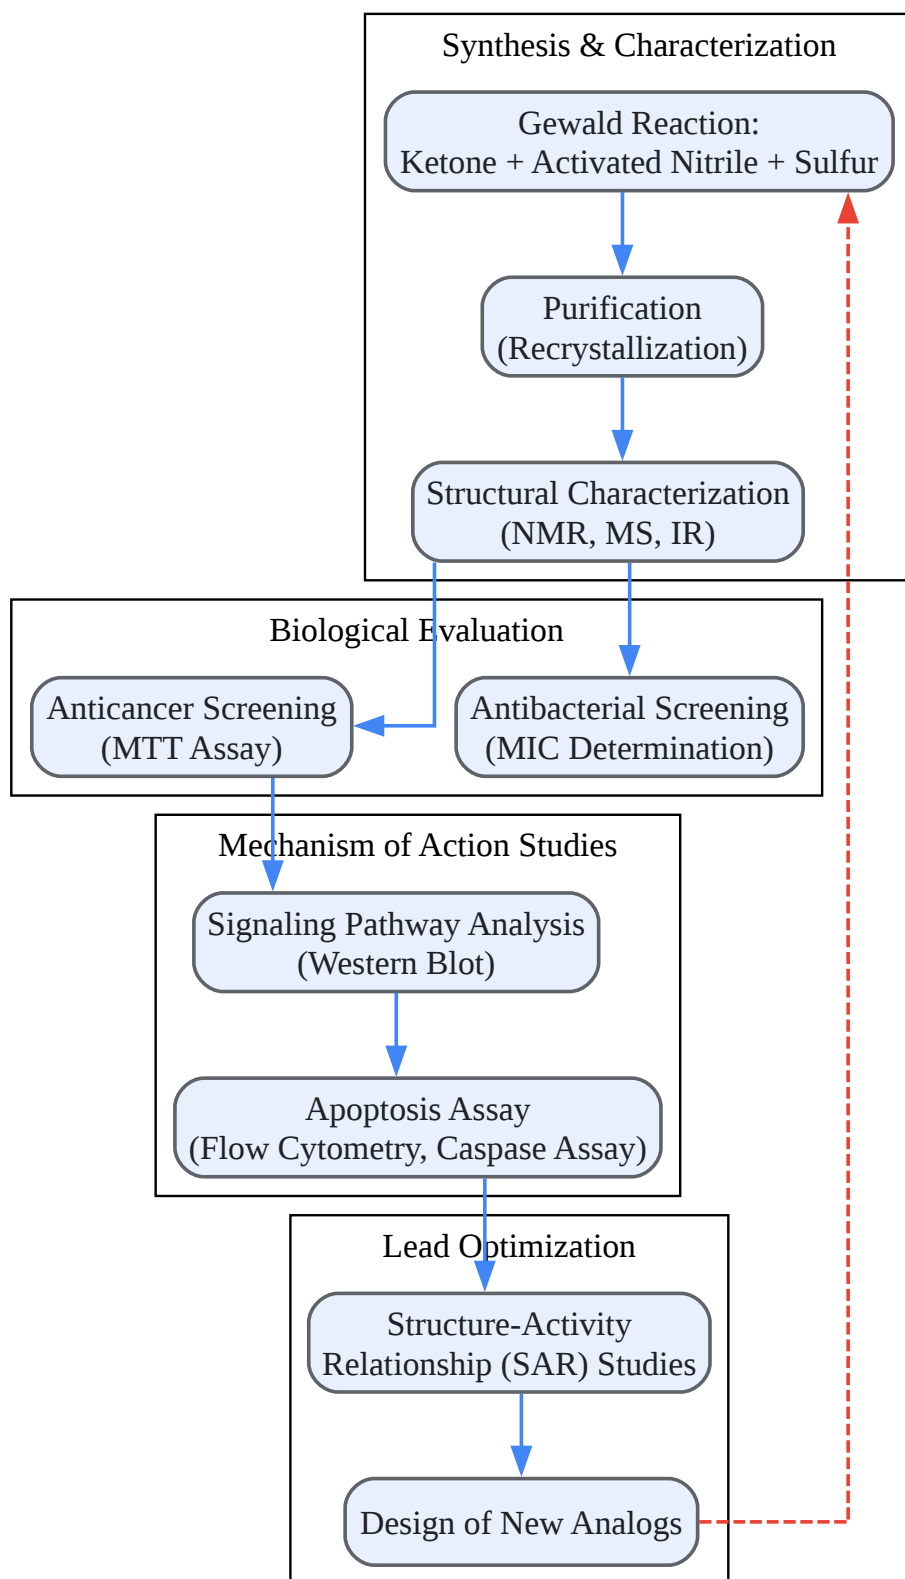 Synthesis & Characterization
Gewald Reaction:
Ketone + Activated Nitrile + Sulfur
Purification
(Recrystallization)
Structural Characterization
(NMR, MS, IR)
Biological Evaluation
Anticancer Screening
(MTT Assay)
Antibacterial Screening
(MIC Determination)
Mechanism of Action Studies
Signaling Pathway Analysis
(Western Blot)
Apoptosis Assay
(Flow Cytometry, Caspase Assay)
Lead Optimization
Structure-Activity
Relationship (SAR) Studies
Design of New Analogs